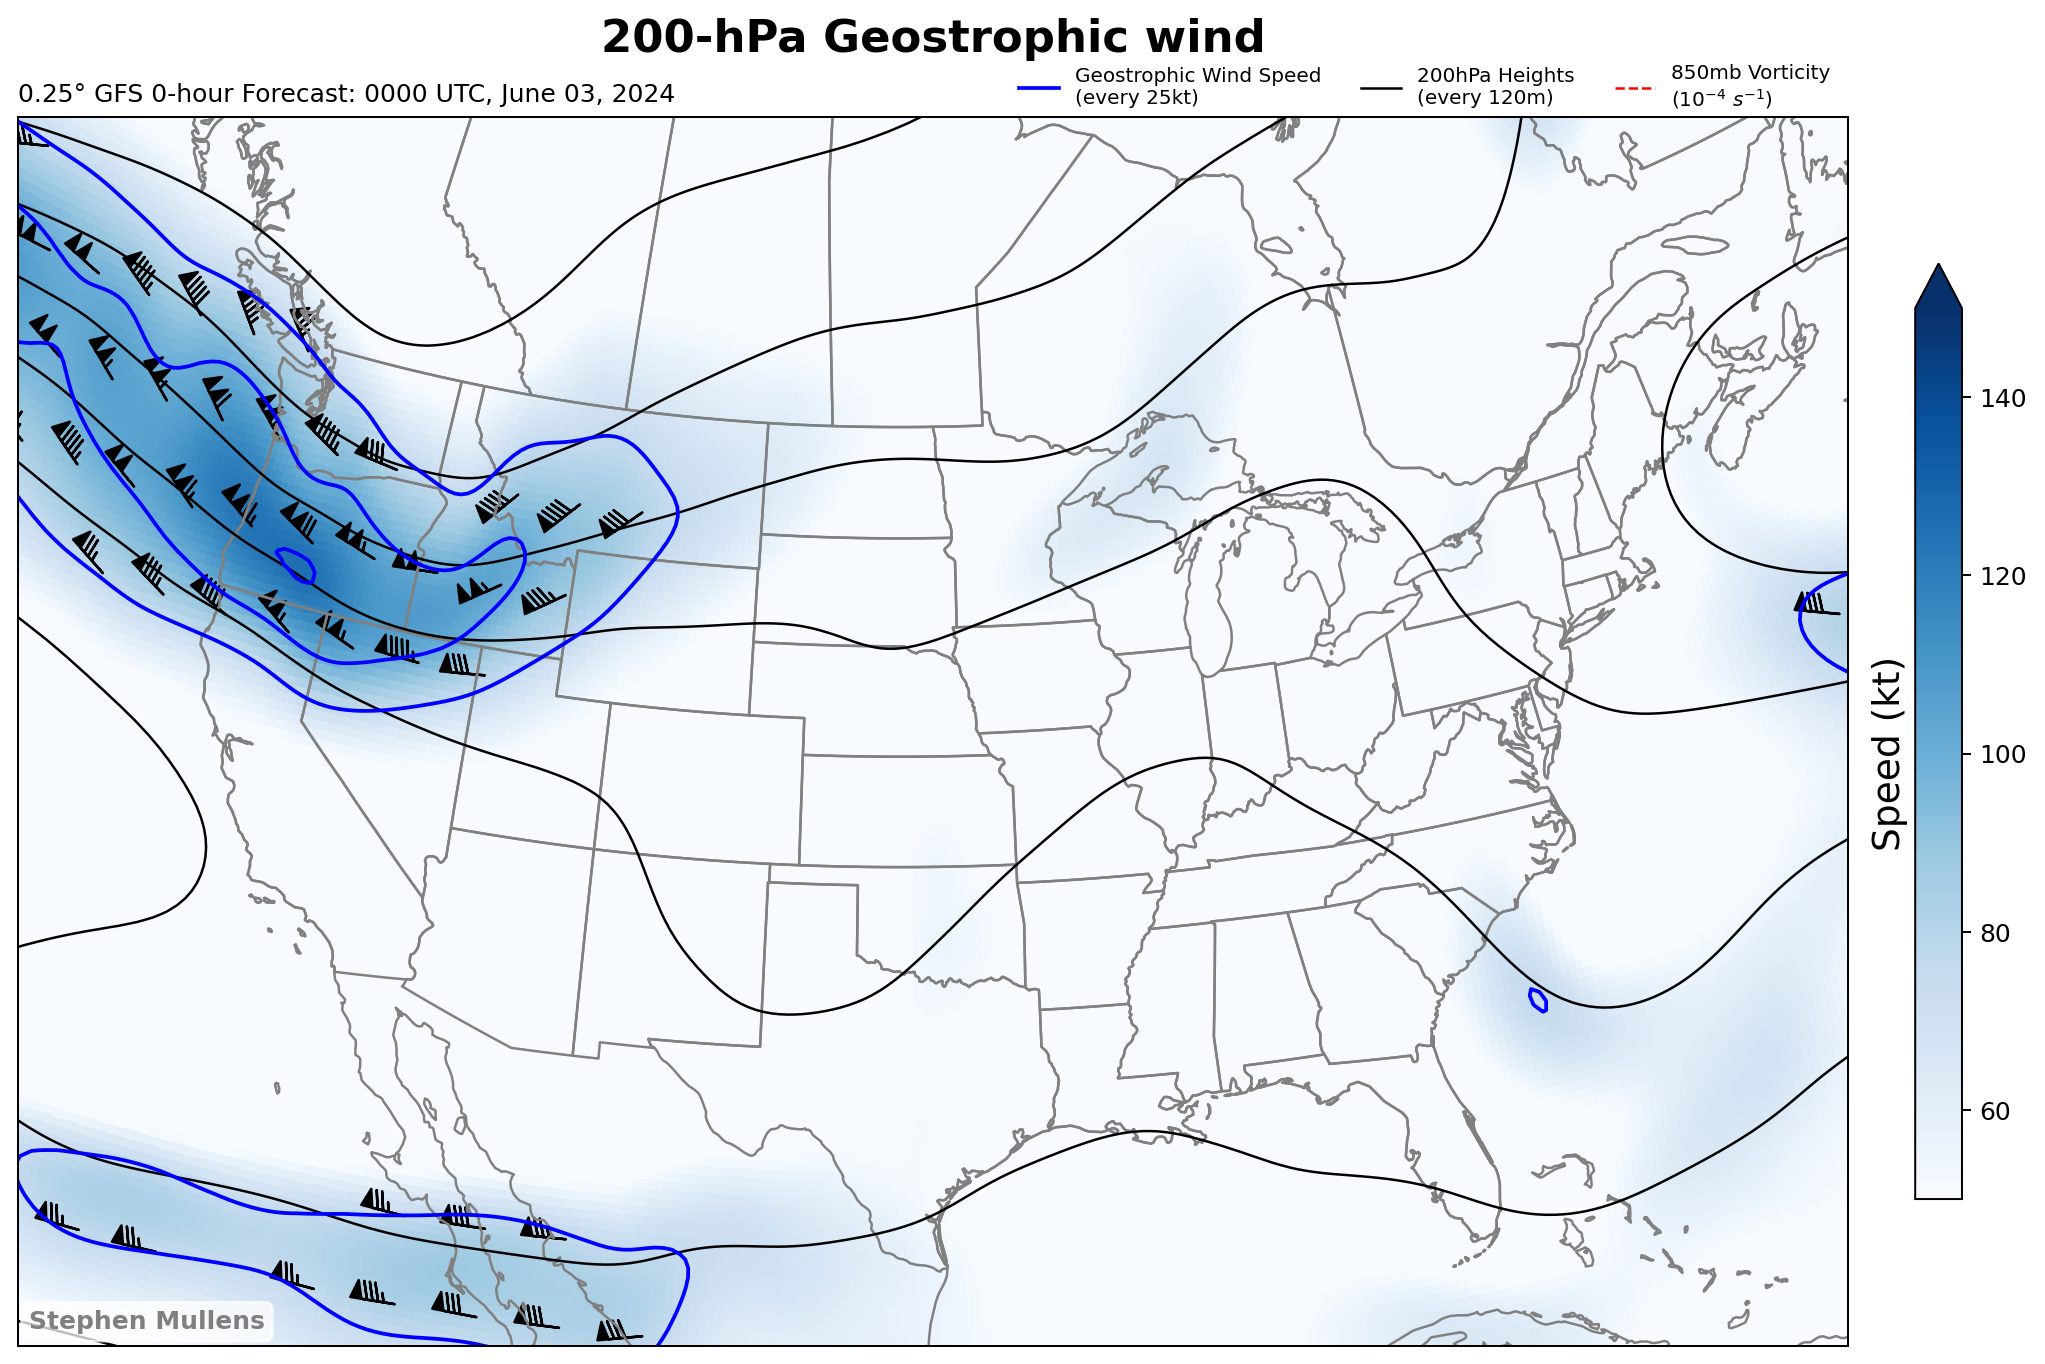 200-hPa Geostrophic wind
0.25° GFS 0-hour Forecast: 0000 UTC, June 03, 2024
Geostrophic Wind Speed
(every 25kt)
200hPa Heights
(every 120m)
850mb Vorticity
(10⁻⁴ s⁻¹)
140
120
100
80
60
Speed (kt)
Stephen Mullens